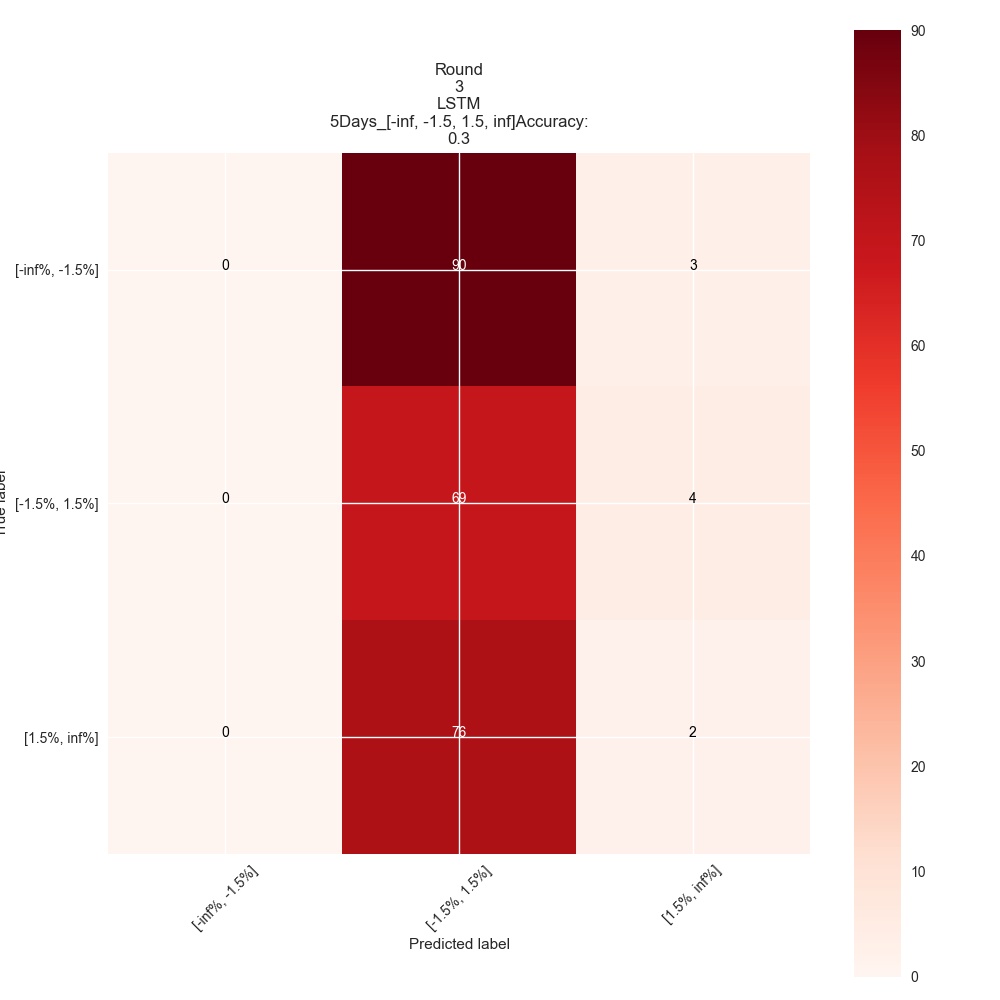 Round
3
LSTM
5Days_[-inf, -1.5, 1.5, inf]Accuracy:
0.3
90
80
70
60
50
40
30
20
10
0
True label
[-inf%, -1.5%] 0 90 3
[-1.5%, 1.5%] 0 69 4
[1.5%, inf%] 0 76 2
[-inf%, -1.5%] [-1.5%, 1.5%] [1.5%, inf%]
Predicted label